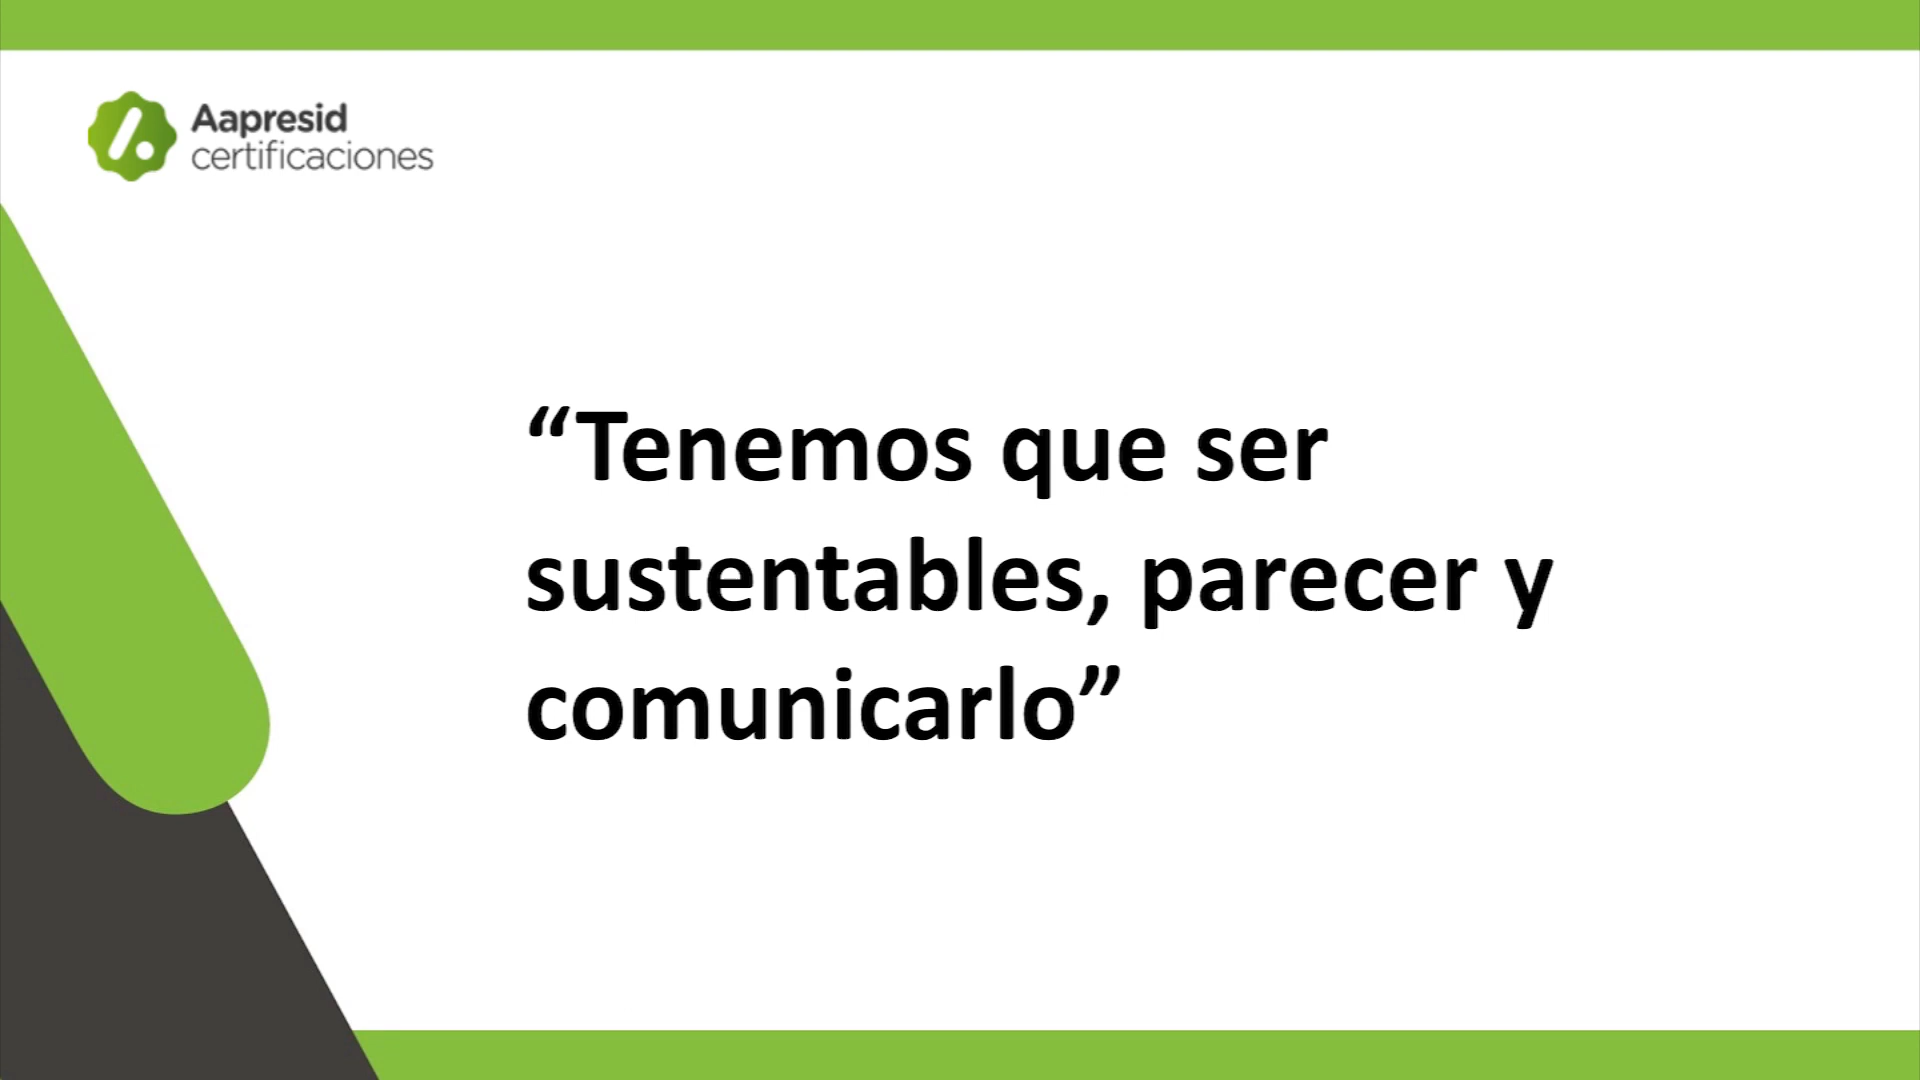 Aapresid
certificaciones
“Tenemos que ser
sustentables, parecer y
comunicarlo”